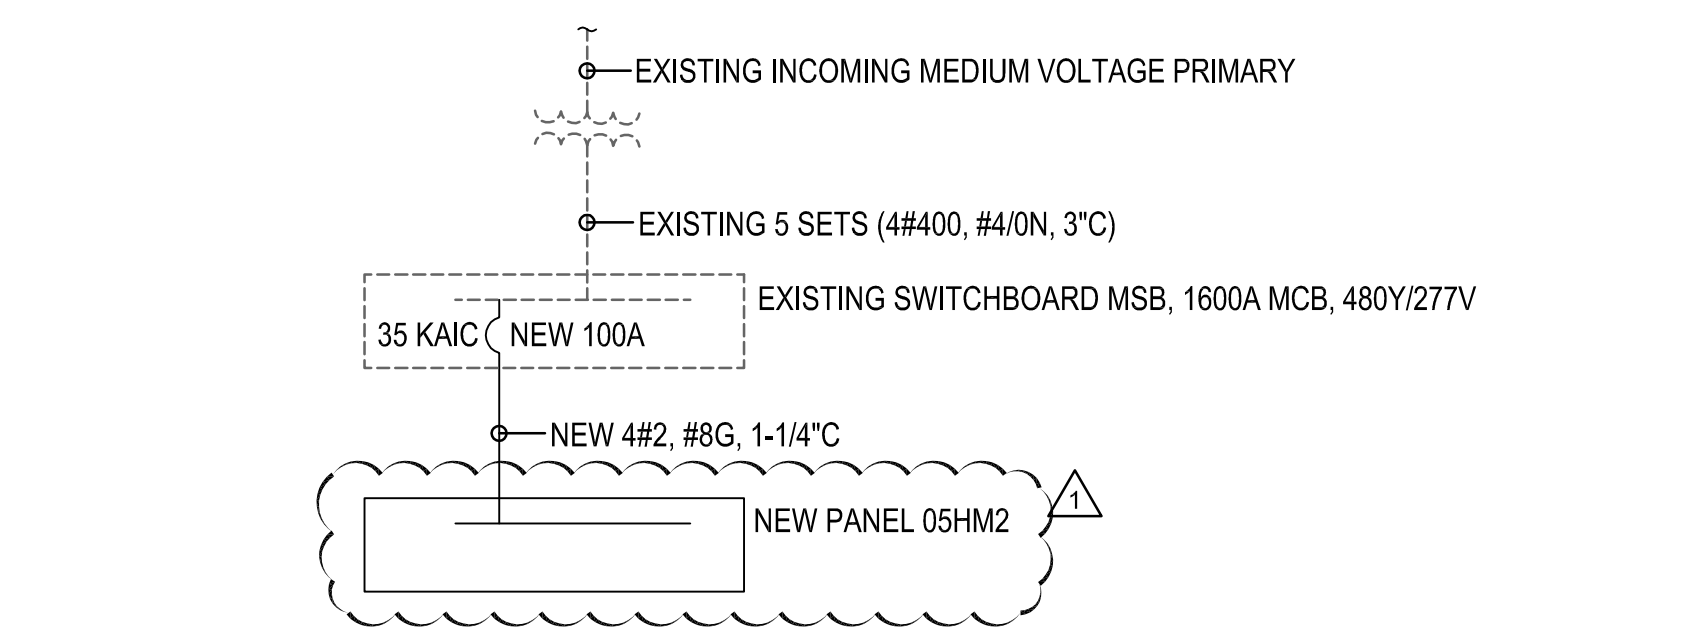 EXISTING INCOMING MEDIUM VOLTAGE PRIMARY
EXISTING 5 SETS (4#400, #4/0N, 3"C)
EXISTING SWITCHBOARD MSB, 1600A MCB, 480Y/277V
35 KAIC NEW 100A
NEW 4#2, #8G, 1-1/4"C
1
NEW PANEL 05HM2